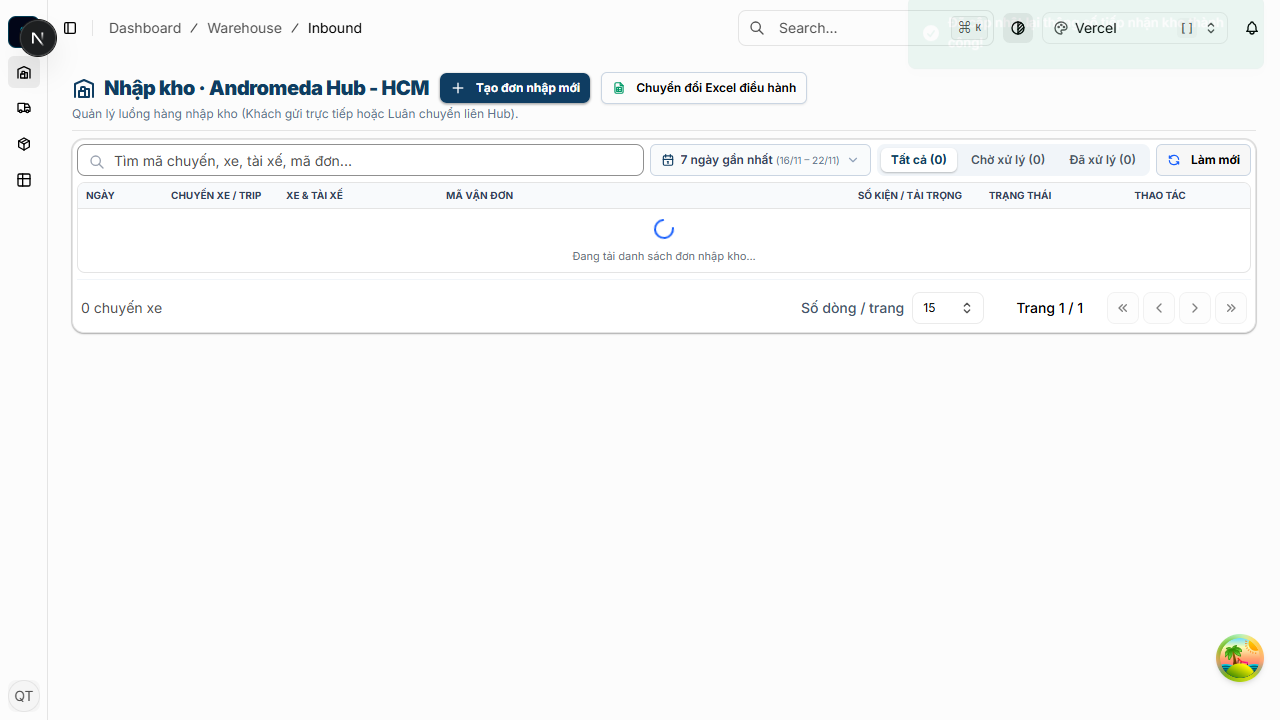 N
Dashboard / Warehouse / Inbound
Search...
⌘ K
Vercel
[ ]
Nhập kho · Andromeda Hub - HCM
Tạo đơn nhập mới
Chuyển đổi Excel điều hành
Quản lý luồng hàng nhập kho (Khách gửi trực tiếp hoặc Luân chuyển liên Hub).
Tìm mã chuyến, xe, tài xế, mã đơn...
7 ngày gần nhất (16/11 – 22/11)
Tất cả (0)
Chờ xử lý (0)
Đã xử lý (0)
Làm mới
NGÀY
CHUYẾN XE / TRIP
XE & TÀI XẾ
MÃ VẬN ĐƠN
SỐ KIỆN / TẢI TRỌNG
TRẠNG THÁI
THAO TÁC
Đang tải danh sách đơn nhập kho...
0 chuyến xe
Số dòng / trang
15
Trang 1 / 1
QT